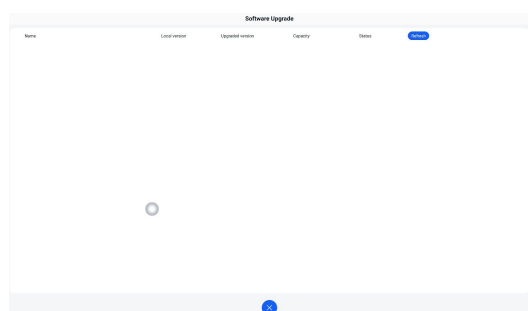 Software Upgrade
Name Local version Upgraded version Capacity Status Refresh